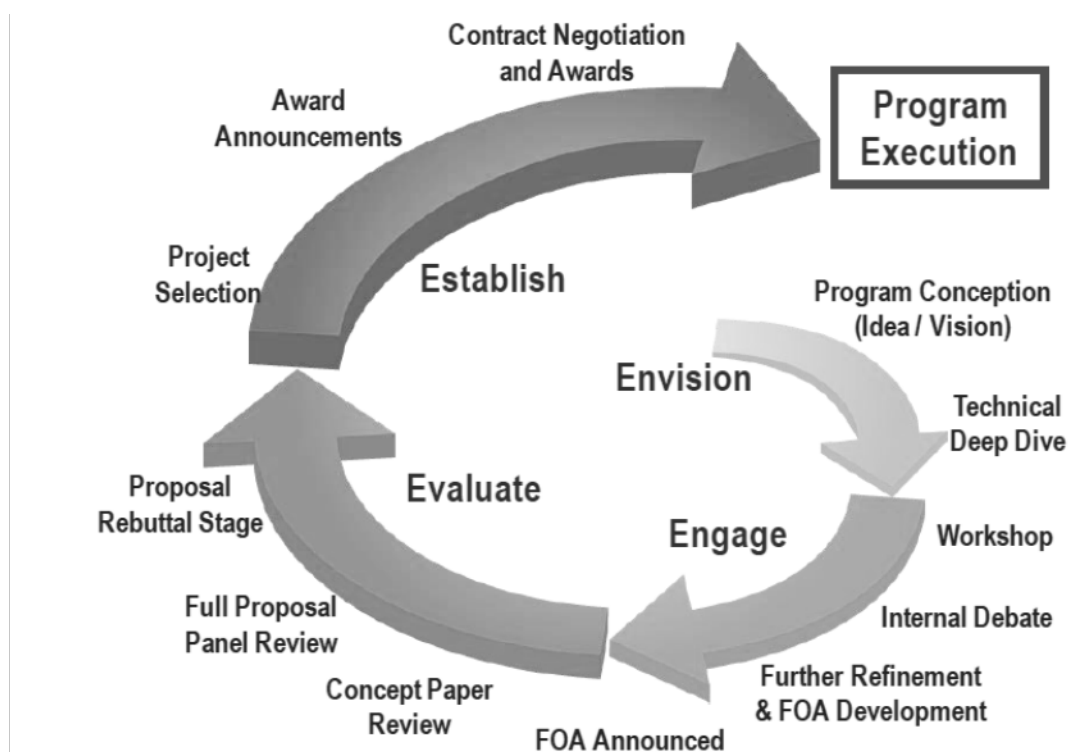 Contract Negotiation
and Awards
Award
Announcements
Program
Execution
Project
Selection
Establish
Program Conception
(Idea / Vision)
Envision
Technical
Deep Dive
Evaluate
Proposal
Rebuttal Stage
Engage
Workshop
Internal Debate
Full Proposal
Panel Review
Further Refinement
& FOA Development
Concept Paper
Review
FOA Announced